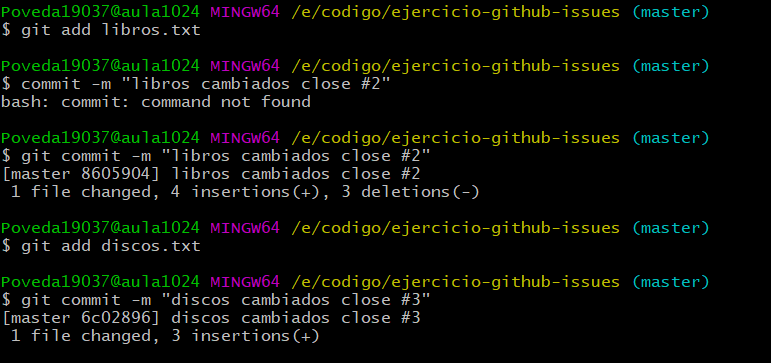 Poveda19037@aula1024 MINGW64 /e/codigo/ejercicio-github-issues (master)
$ git add libros.txt
Poveda19037@aula1024 MINGW64 /e/codigo/ejercicio-github-issues (master)
$ commit -m "libros cambiados close #2"
bash: commit: command not found
Poveda19037@aula1024 MINGW64 /e/codigo/ejercicio-github-issues (master)
$ git commit -m "libros cambiados close #2"
[master 8605904] libros cambiados close #2
 1 file changed, 4 insertions(+), 3 deletions(-)
Poveda19037@aula1024 MINGW64 /e/codigo/ejercicio-github-issues (master)
$ git add discos.txt
Poveda19037@aula1024 MINGW64 /e/codigo/ejercicio-github-issues (master)
$ git commit -m "discos cambiados close #3"
[master 6c02896] discos cambiados close #3
 1 file changed, 3 insertions(+)